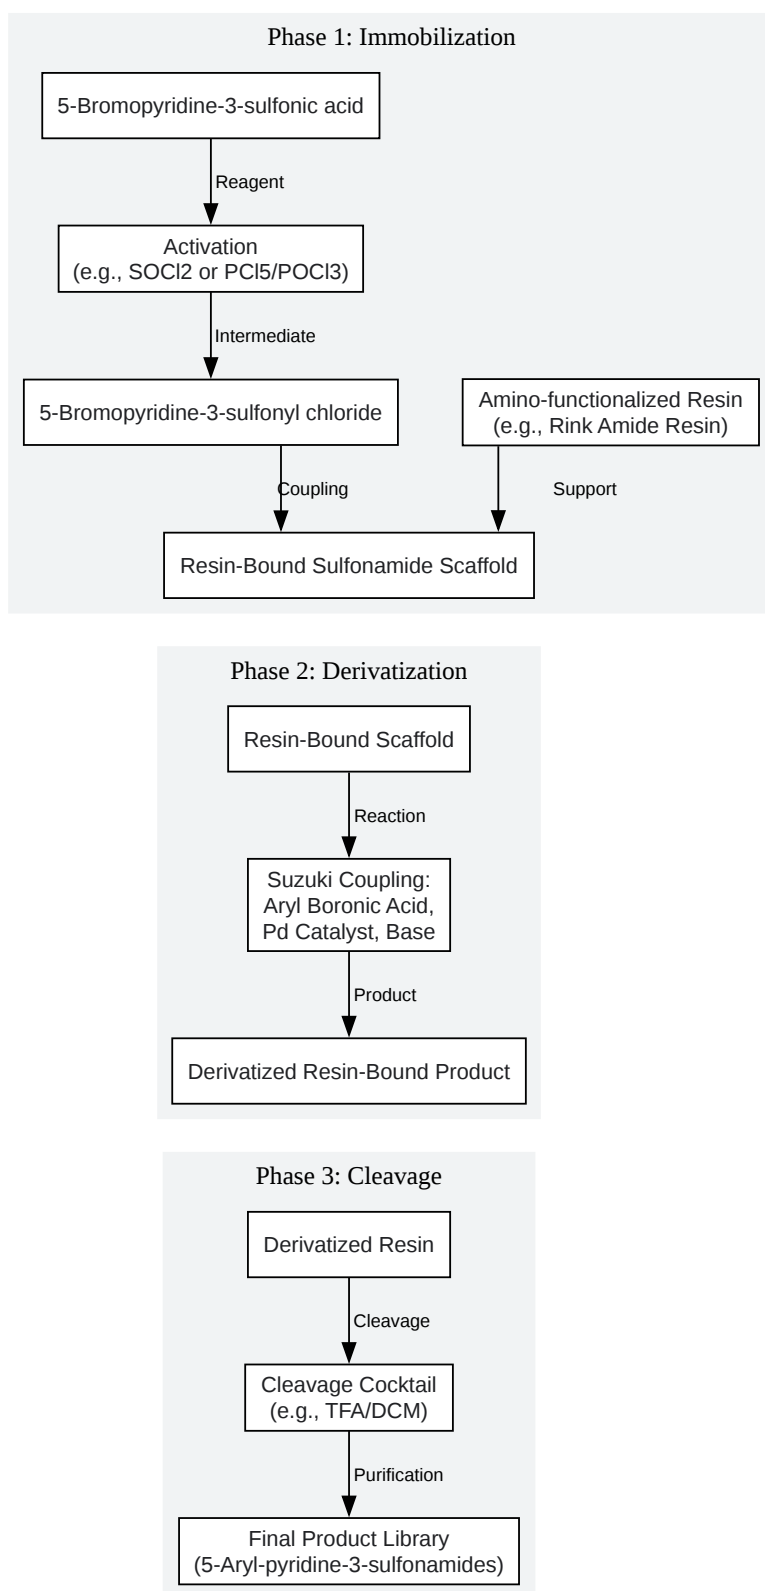 Phase 1: Immobilization
5-Bromopyridine-3-sulfonic acid
Reagent
Activation
(e.g., SOCl2 or PCl5/POCl3)
Intermediate
5-Bromopyridine-3-sulfonyl chloride
Amino-functionalized Resin
(e.g., Rink Amide Resin)
Coupling
Support
Resin-Bound Sulfonamide Scaffold
Phase 2: Derivatization
Resin-Bound Scaffold
Reaction
Suzuki Coupling:
Aryl Boronic Acid,
Pd Catalyst, Base
Product
Derivatized Resin-Bound Product
Phase 3: Cleavage
Derivatized Resin
Cleavage
Cleavage Cocktail
(e.g., TFA/DCM)
Purification
Final Product Library
(5-Aryl-pyridine-3-sulfonamides)